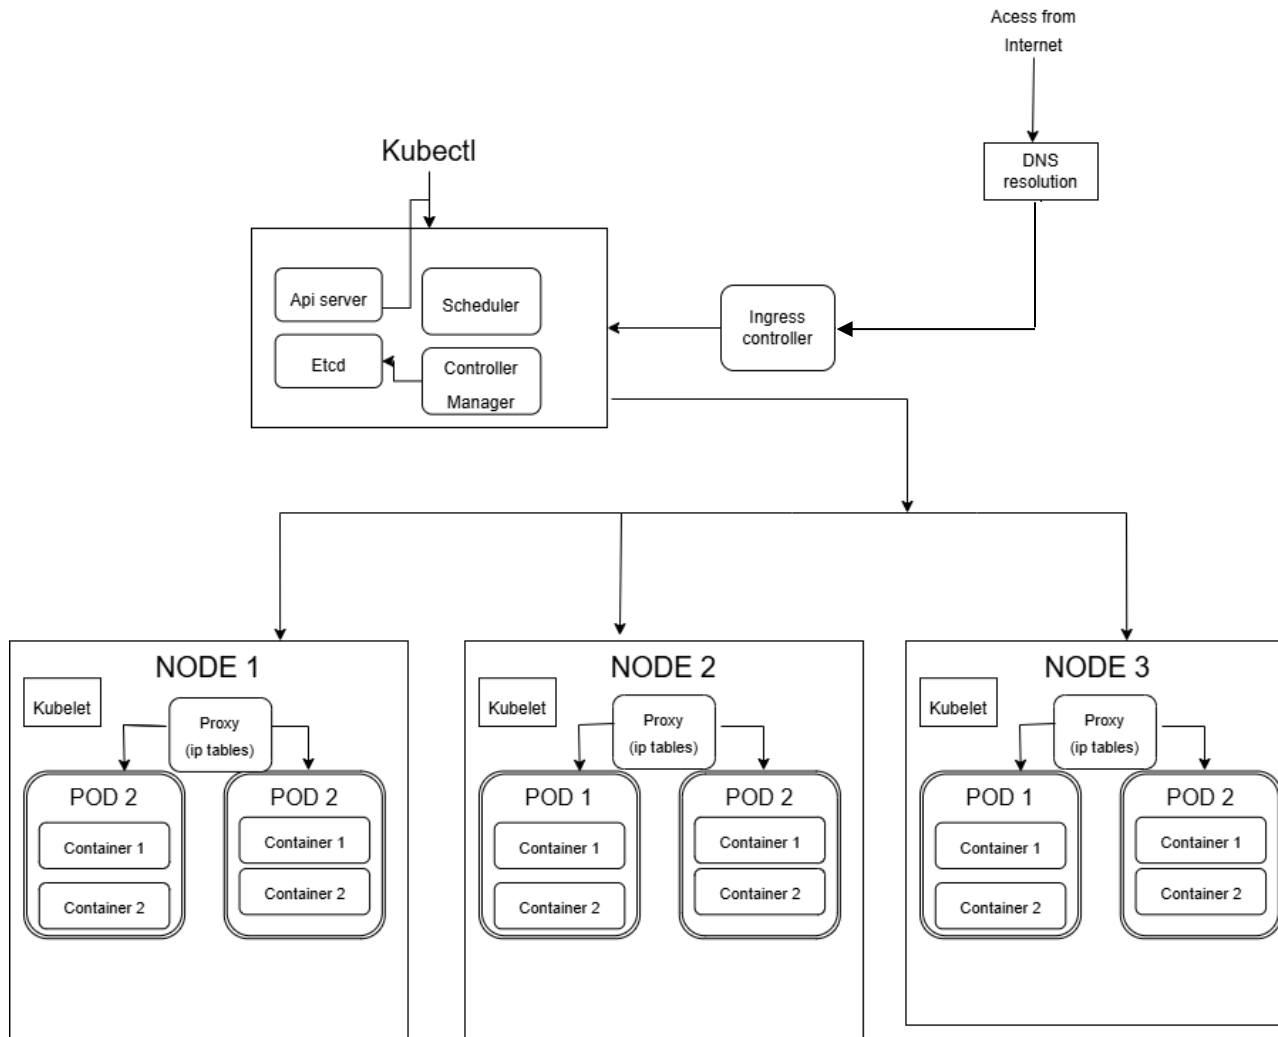 Acess from
Internet
DNS
resolution
Kubectl
Api server
Scheduler
Etcd
Controller
Manager
Ingress
controller
NODE 1
Kubelet
Proxy
(ip tables)
POD 2
Container 1
Container 2
POD 2
Container 1
Container 2
NODE 2
Kubelet
Proxy
(ip tables)
POD 1
Container 1
Container 2
POD 2
Container 1
Container 2
NODE 3
Kubelet
Proxy
(ip tables)
POD 1
Container 1
Container 2
POD 2
Container 1
Container 2